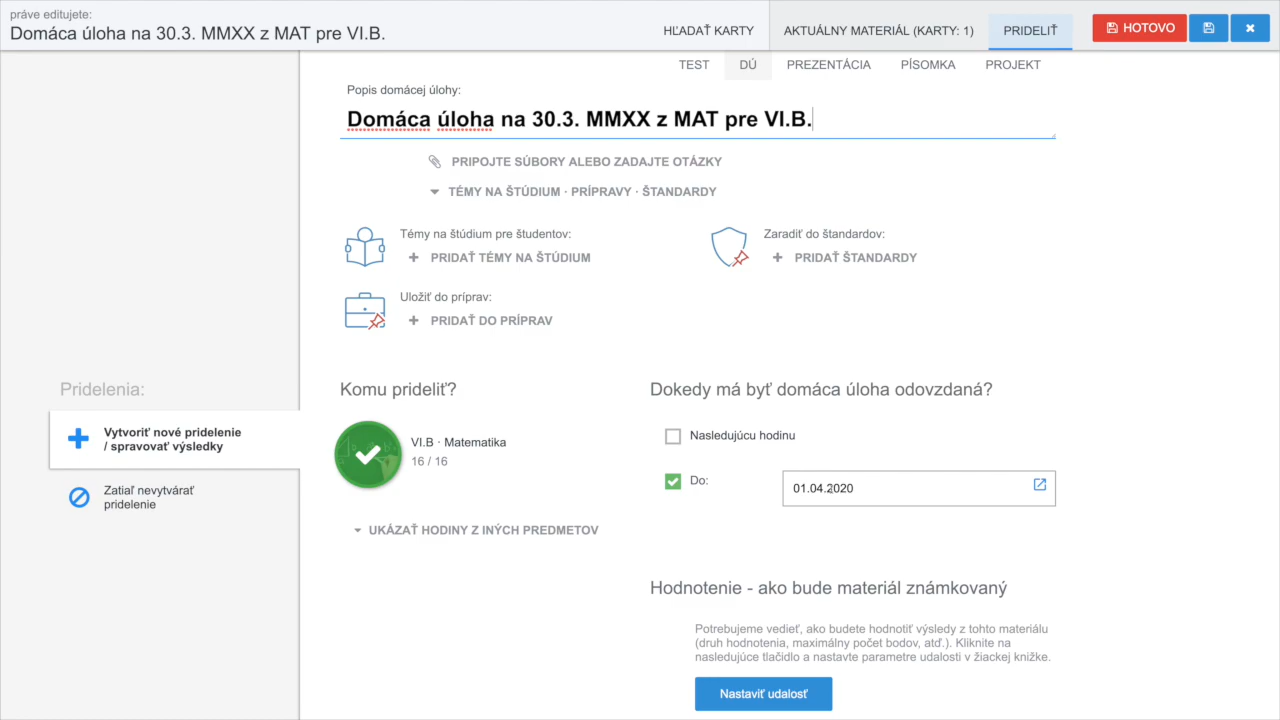 práve editujete:
Domáca úloha na 30.3. MMXX z MAT pre VI.B.
HĽADAŤ KARTY
AKTUÁLNY MATERIÁL (KARTY: 1)
PRIDELIŤ
HOTOVO
TEST
DÚ
PREZENTÁCIA
PÍSOMKA
PROJEKT
Popis domácej úlohy:
Domáca úloha na 30.3. MMXX z MAT pre VI.B.
PRIPOJTE SÚBORY ALEBO ZADAJTE OTÁZKY
TÉMY NA ŠTÚDIUM · PRÍPRAVY · ŠTANDARDY
Témy na štúdium pre študentov:
PRIDAŤ TÉMY NA ŠTÚDIUM
Zaradiť do štandardov:
PRIDAŤ ŠTANDARDY
Uložiť do príprav:
PRIDAŤ DO PRÍPRAV
Pridelenia:
Vytvoriť nové pridelenie
/ spravovať výsledky
Zatiaľ nevytvárať
pridelenie
Komu prideliť?
VI.B · Matematika
16 / 16
UKÁZAŤ HODINY Z INÝCH PREDMETOV
Dokedy má byť domáca úloha odovzdaná?
Nasledujúcu hodinu
Do:
01.04.2020
Hodnotenie - ako bude materiál známkovaný
Potrebujeme vedieť, ako budete hodnotiť výsledy z tohto materiálu
(druh hodnotenia, maximálny počet bodov, atď.). Kliknite na
nasledujúce tlačidlo a nastavte parametre udalosti v žiackej knižke.
Nastaviť udalosť